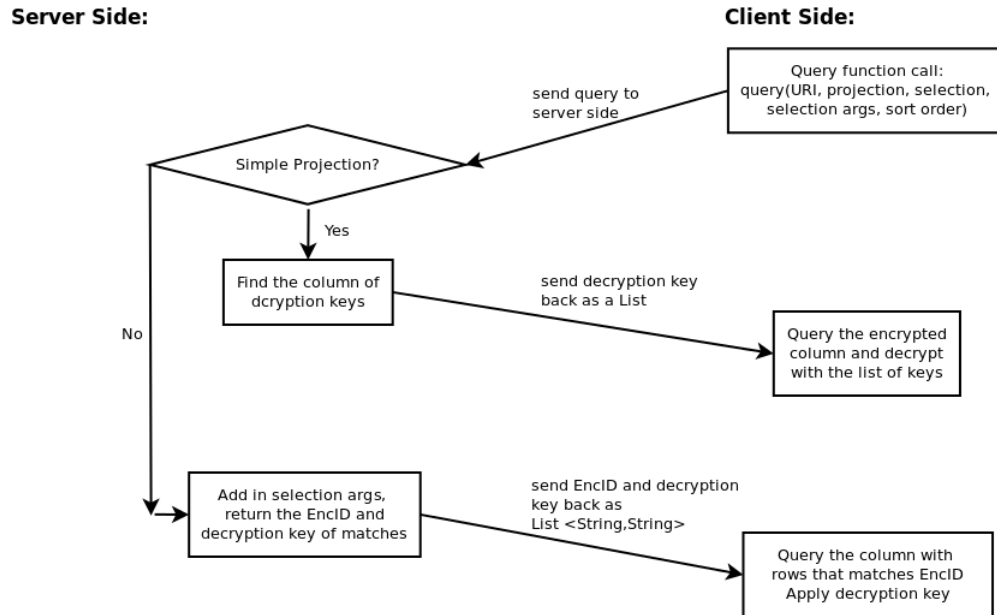 Server Side:
Client Side:
Query function call:
query(URI, projection, selection,
selection args, sort order)
send query to
server side
Simple Projection?
Yes
Find the column of
dcryption keys
send decryption key
back as a List
No
Query the encrypted
column and decrypt
with the list of keys
Add in selection args,
return the EncID and
decryption key of matches
send EncID and decryption
key back as
List <String,String>
Query the column with
rows that matches EncID
Apply decryption key